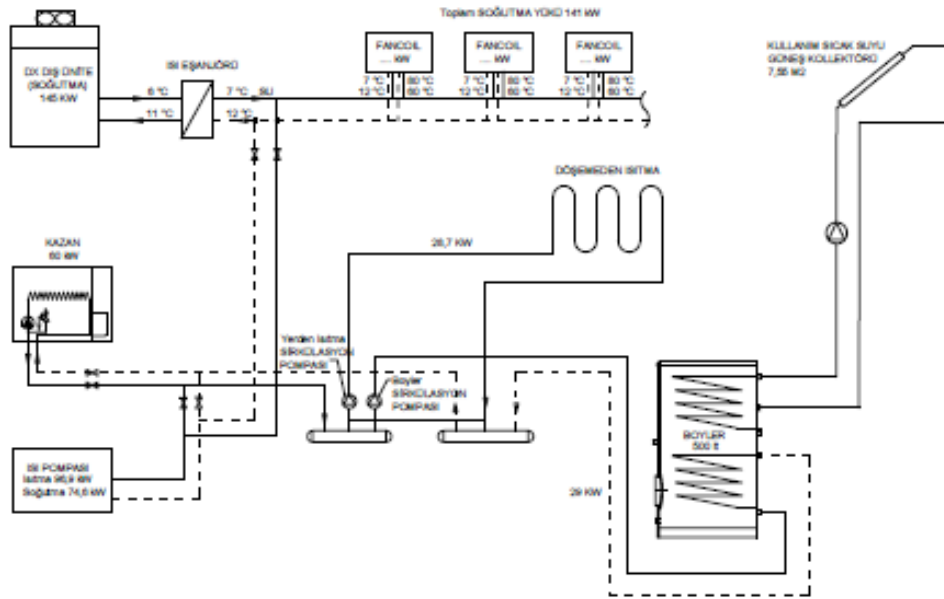 Toplam SOĞUTMA YÜKÜ 141 kW
DX DIŞ ÜNİTE
(SOĞUTMA)
145 KW
ISI EŞANJÖRÜ
6 °C
11 °C
7 °C
SU
12 °C
FANCOIL
.... kW
7 °C
12 °C
80 °C
60 °C
FANCOIL
.... kW
7 °C
12 °C
80 °C
60 °C
FANCOIL
.... kW
7 °C
12 °C
80 °C
60 °C
KULLANIM SICAK SUYU
GÜNEŞ KOLLEKTÖRÜ
7,55 M2
DÖŞEMEDEN ISITMA
28,7 KW
KAZAN
60 kW
Yerden Isıtma
SİRKÜLASYON
POMPASI
Boyler
SİRKÜLASYON
POMPASI
BOYLER
500 lt
ISI POMPASI
Isıtma 96,9 kW
Soğutma 74,6 kW
29 KW